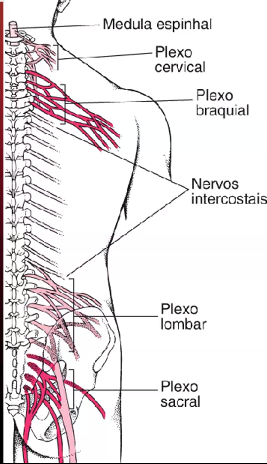 Medula espinhal
Plexo
cervical
Plexo
braquial
Nervos
intercostais
Plexo
lombar
Plexo
sacral